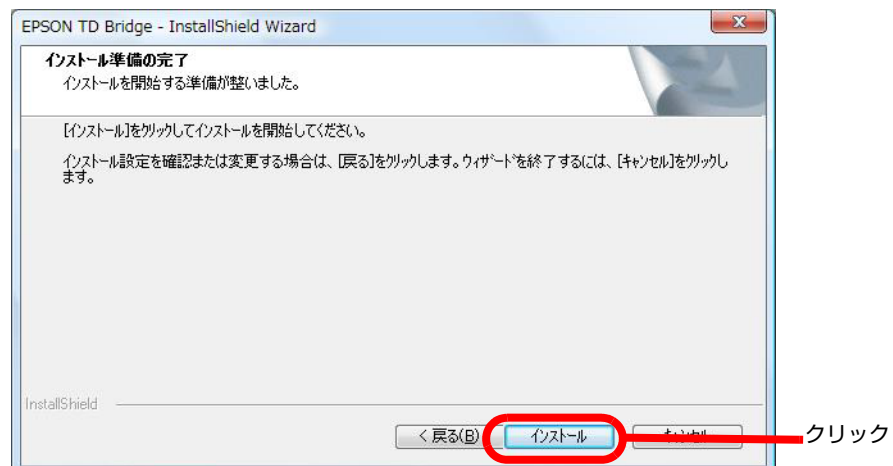 EPSON TD Bridge - InstallShield Wizard
インストール準備の完了
インストールを開始する準備が整いました。
[インストール]をクリックしてインストールを開始してください。
インストール設定を確認または変更する場合は、[戻る]をクリックします。ウィザードを終了するには、[キャンセル]をクリックし
ます。
InstallShield
< 戻る(B) インストール
クリック